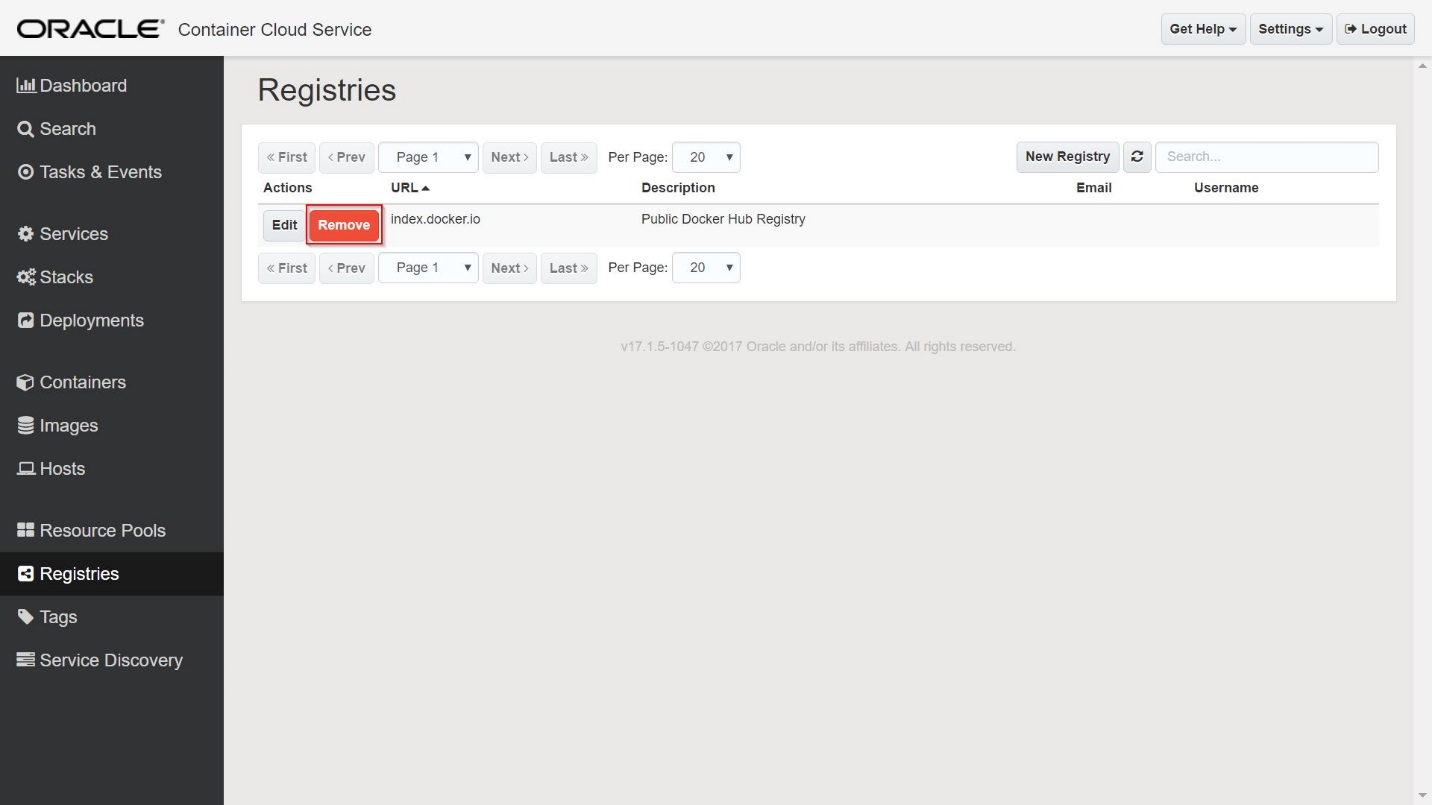 ORACLE® Container Cloud Service
Get Help
Settings
Logout
Dashboard
Search
Tasks & Events
Services
Stacks
Deployments
Containers
Images
Hosts
Resource Pools
Registries
Tags
Service Discovery
Registries
« First ‹ Prev Page 1 Next › Last » Per Page: 20
New Registry Search...
Actions URL Description Email Username
Edit Remove index.docker.io Public Docker Hub Registry
« First ‹ Prev Page 1 Next › Last » Per Page: 20
v17.1.5-1047 ©2017 Oracle and/or its affiliates. All rights reserved.